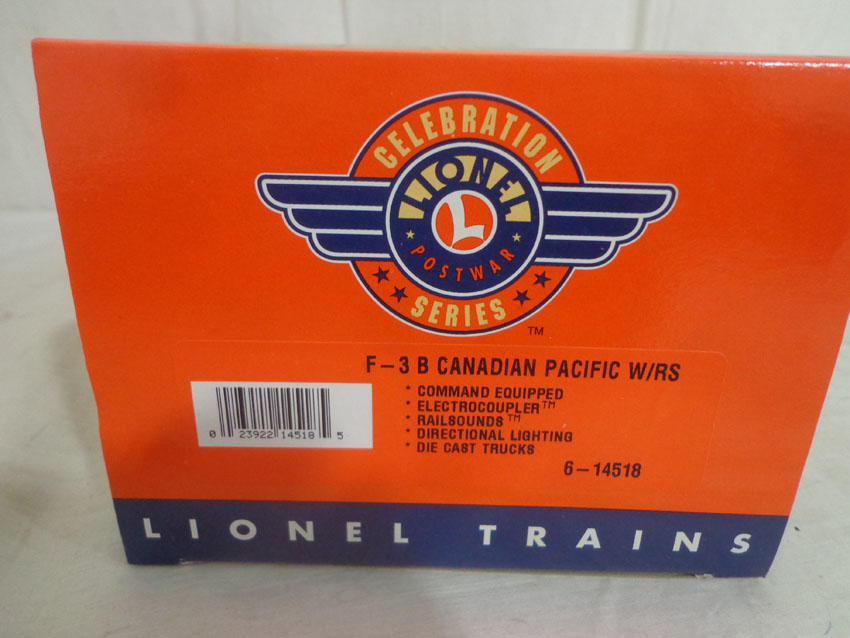 CELEBRATION
LIONEL
L
POSTWAR
SERIES
TM
F-3 B CANADIAN PACIFIC W/RS
* COMMAND EQUIPPED
* ELECTROCOUPLER™
* RAILSOUNDS™
* DIRECTIONAL LIGHTING
* DIE CAST TRUCKS
0 23922 14518 5
6-14518
LIONEL TRAINS